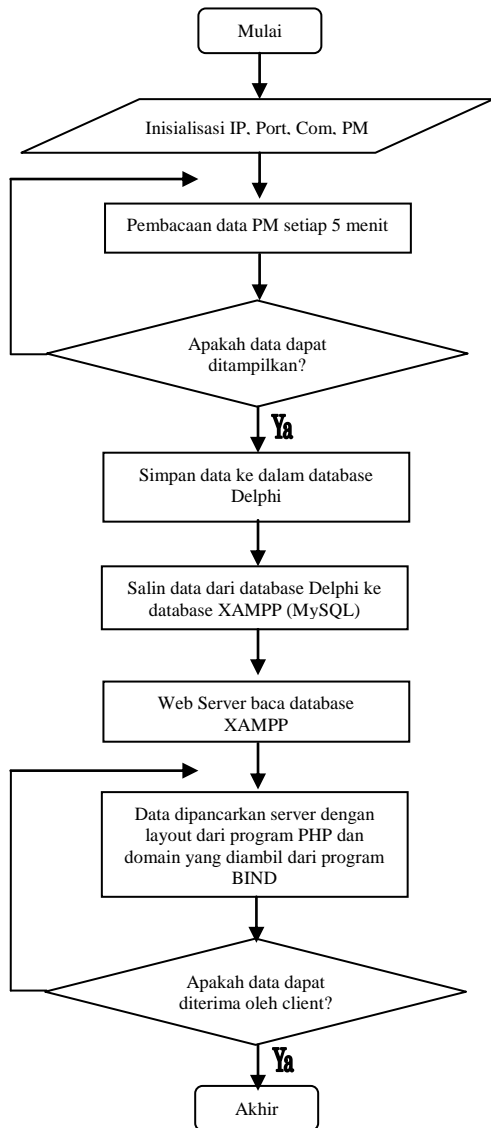 Mulai
Inisialisasi IP, Port, Com, PM
Pembacaan data PM setiap 5 menit
Apakah data dapat
ditampilkan?
Ya
Simpan data ke dalam database
Delphi
Salin data dari database Delphi ke
database XAMPP (MySQL)
Web Server baca database
XAMPP
Data dipancarkan server dengan
layout dari program PHP dan
domain yang diambil dari program
BIND
Apakah data dapat
diterima oleh client?
Ya
Akhir